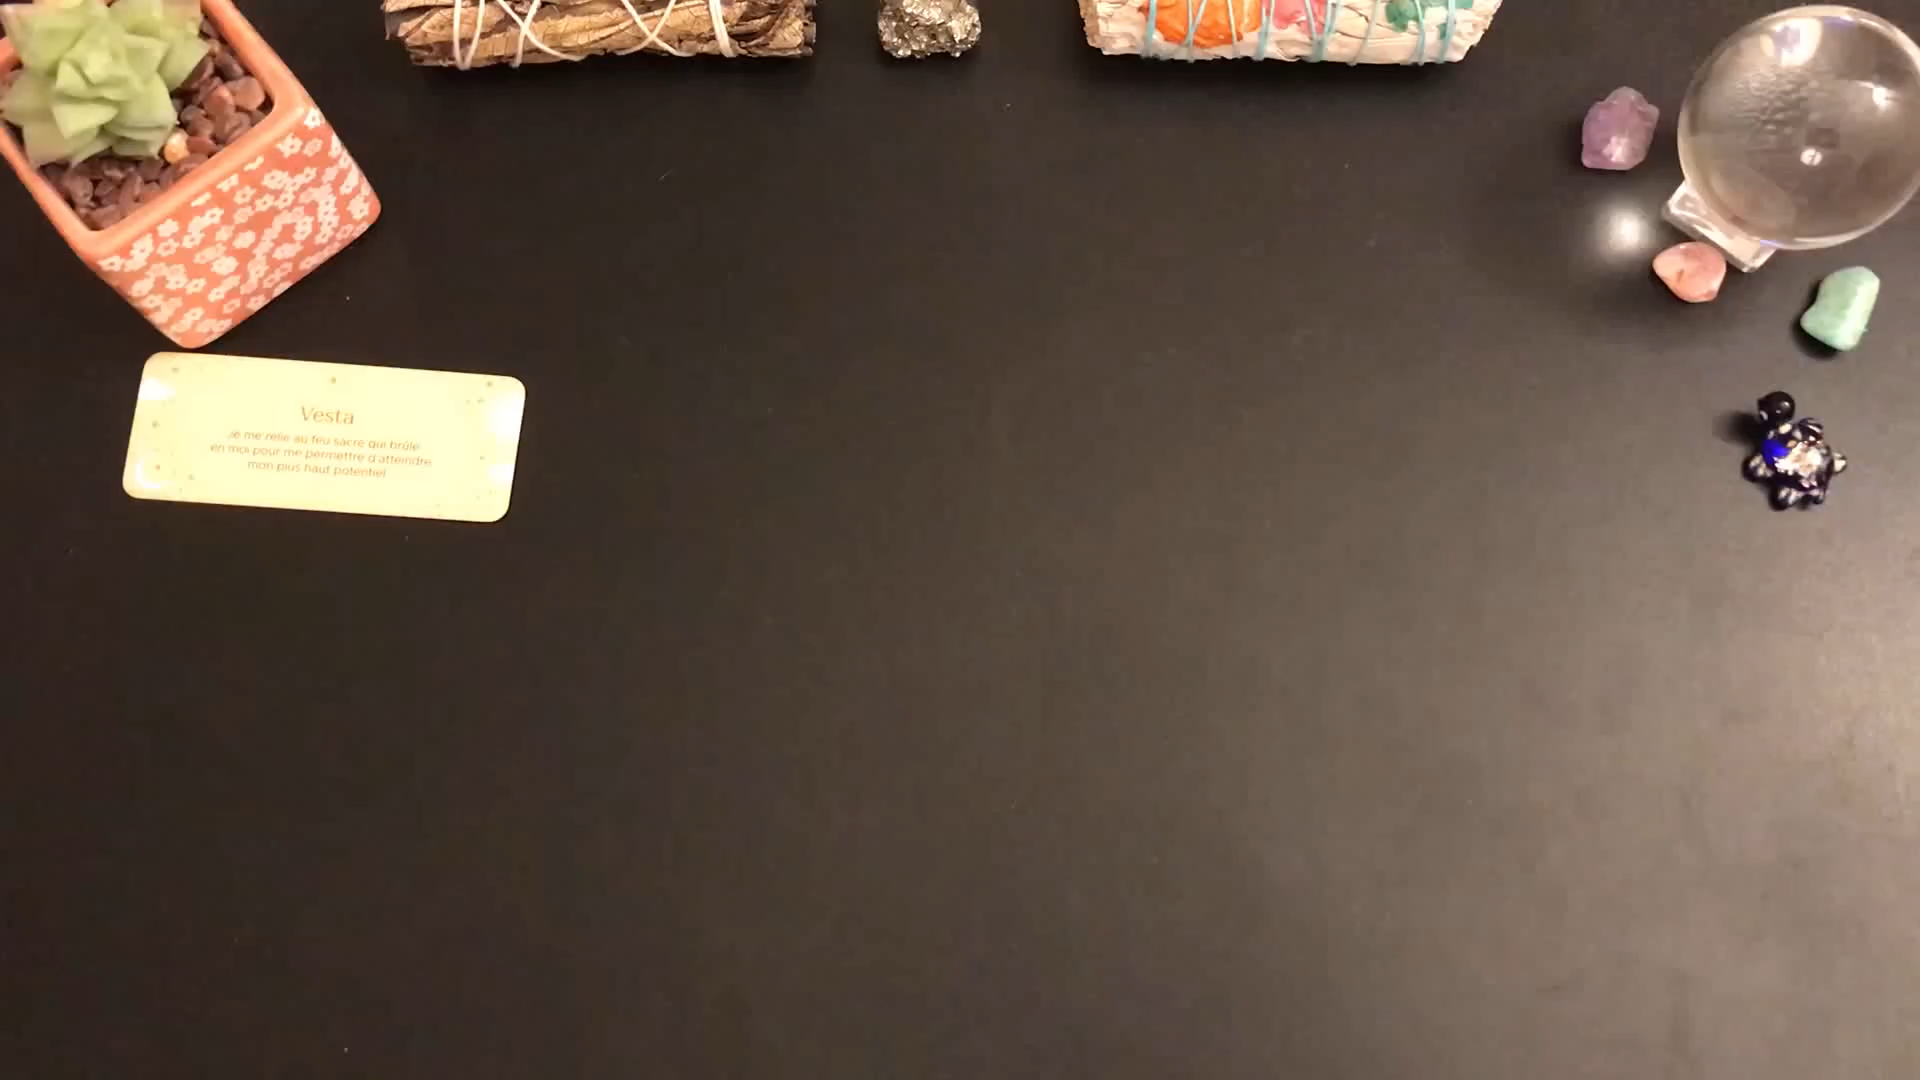 Vesta
Je me relie au feu sacré qui brûle
en moi pour me permettre d'atteindre
mon plus haut potentiel